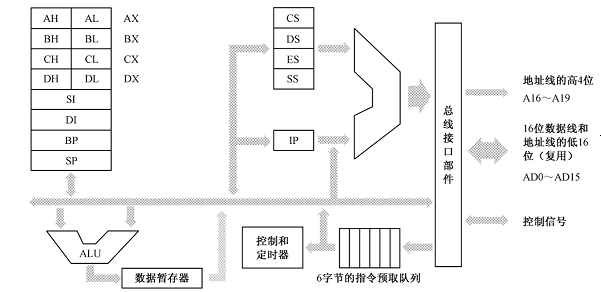 AH AL AX
BH BL BX
CH CL CX
DH DL DX
SI
DI
BP
SP
CS
DS
ES
SS
IP
总线接口部件
地址线的高4位
A16～A19
16位数据线和
地址线的低16
位（复用）
AD0～AD15
控制信号
ALU
数据暂存器
控制和
定时器
6字节的指令预取队列